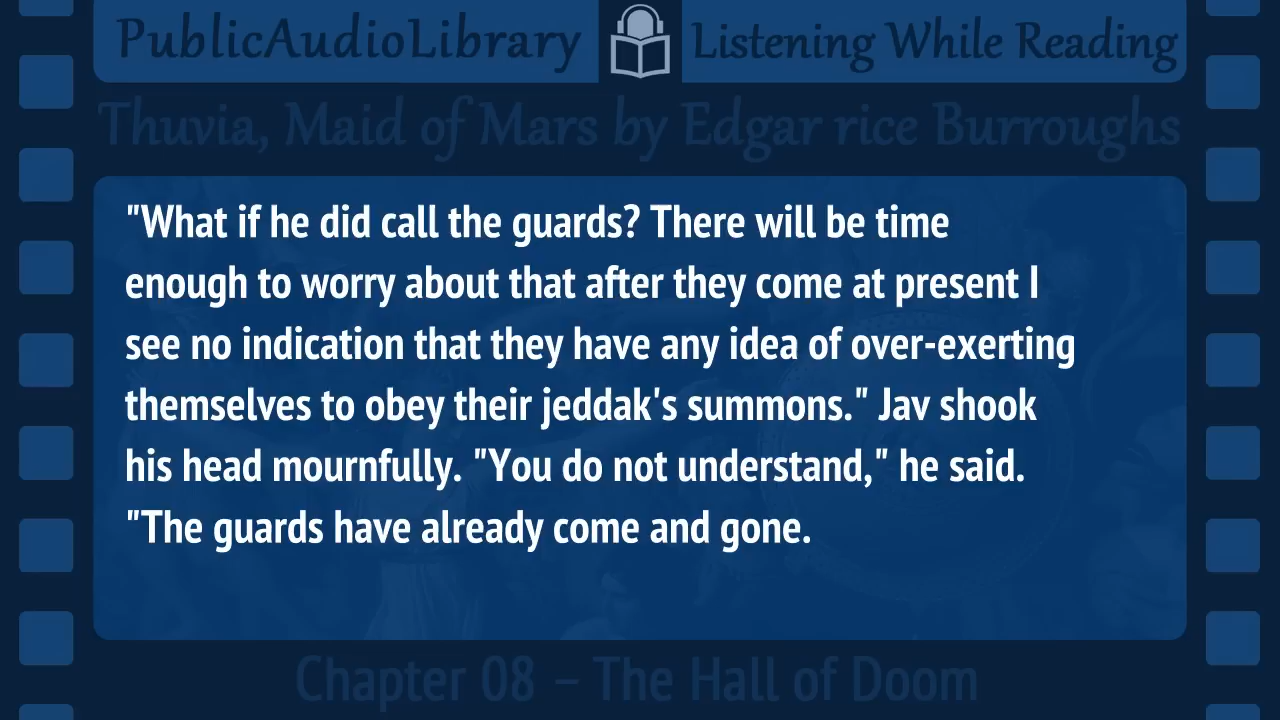 PublicAudioLibrary Listening While Reading
Thuvia, Maid of Mars by Edgar rice Burroughs
"What if he did call the guards? There will be time
enough to worry about that after they come at present I
see no indication that they have any idea of over-exerting
themselves to obey their jeddak's summons." Jav shook
his head mournfully. "You do not understand," he said.
"The guards have already come and gone.
Chapter 08 – The Hall of Doom